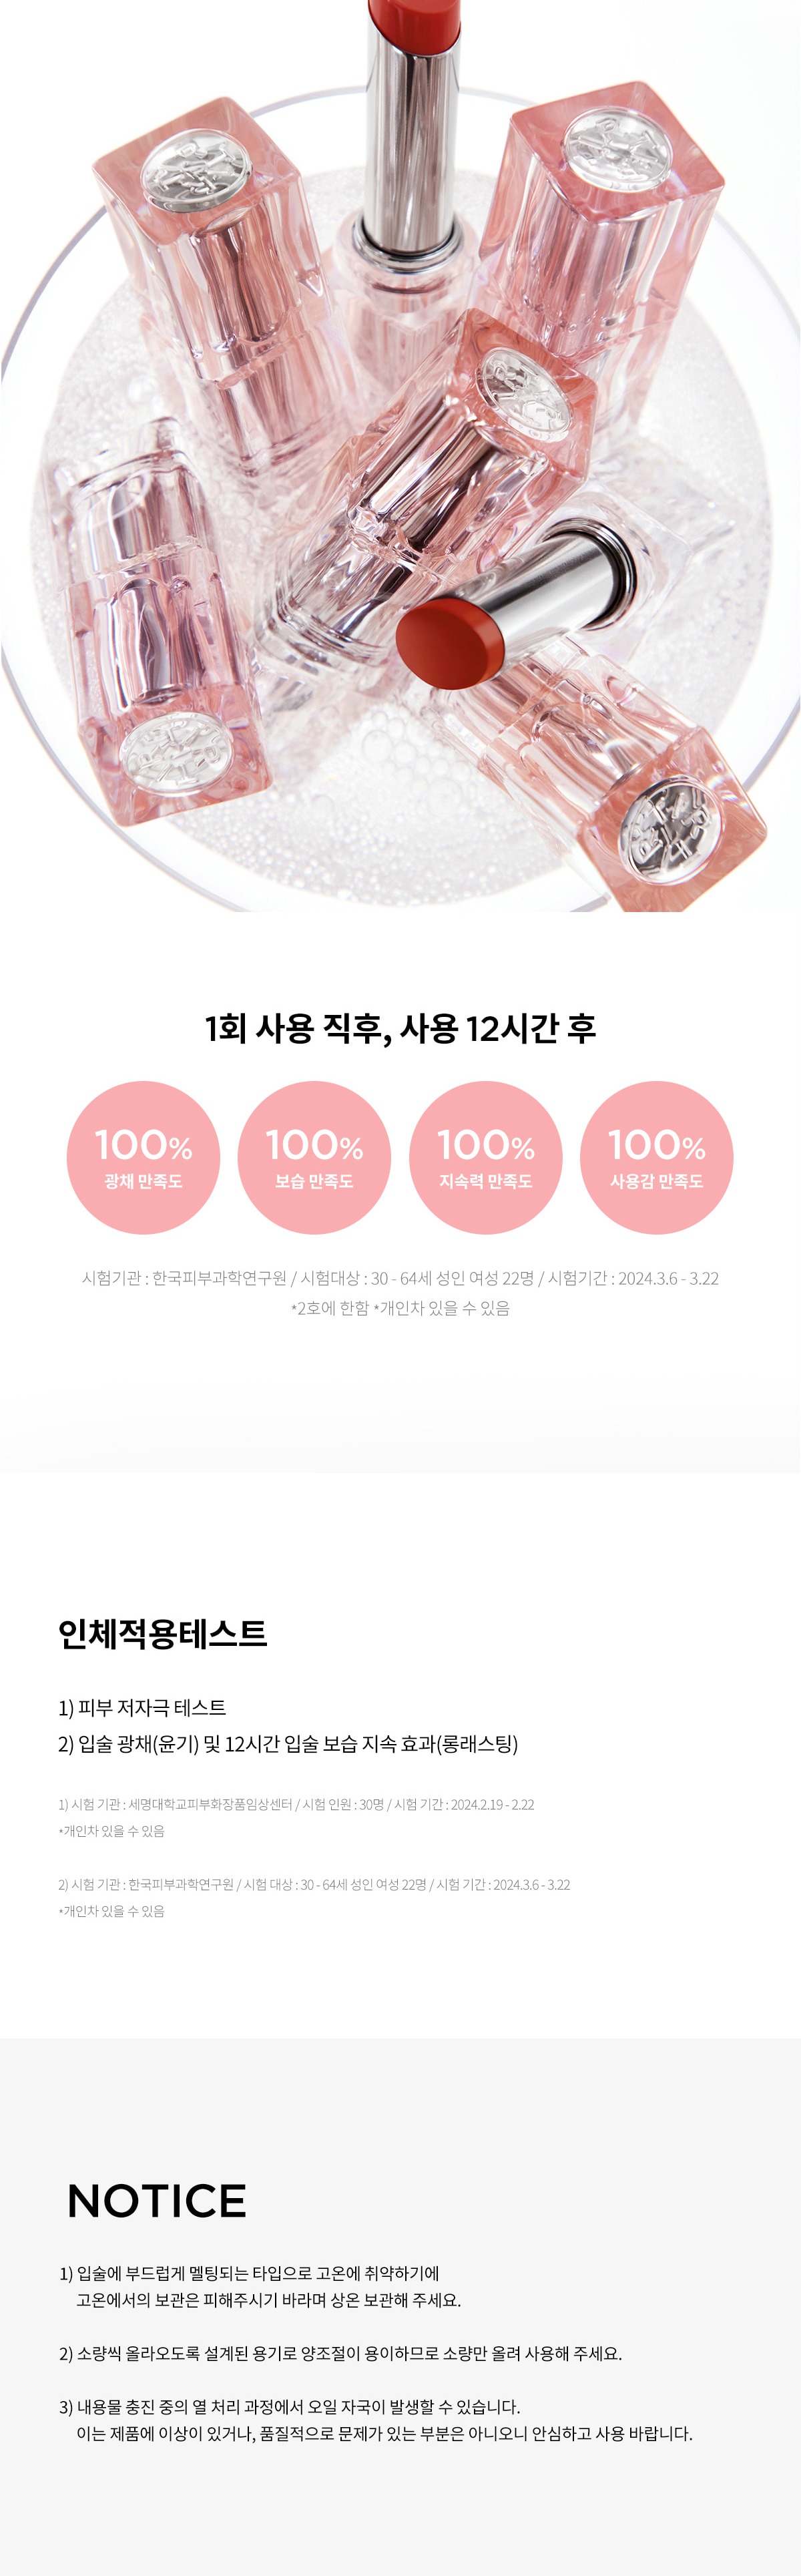 1회 사용 직후, 사용 12시간 후
100% 100% 100% 100%
광채 만족도 보습 만족도 지속력 만족도 사용감 만족도
시험기관 : 한국피부과학연구원 / 시험대상 : 30 - 64세 성인 여성 22명 / 시험기간 : 2024.3.6 - 3.22
*2호에 한함 *개인차 있을 수 있음
인체적용테스트
1) 피부 저자극 테스트
2) 입술 광채(윤기) 및 12시간 입술 보습 지속 효과(롱래스팅)
1) 시험 기관 : 세명대학교피부화장품임상센터 / 시험 인원 : 30명 / 시험 기간 : 2024.2.19 - 2.22
*개인차 있을 수 있음
2) 시험 기관 : 한국피부과학연구원 / 시험 대상 : 30 - 64세 성인 여성 22명 / 시험 기간 : 2024.3.6 - 3.22
*개인차 있을 수 있음
NOTICE
1) 입술에 부드럽게 멜팅되는 타입으로 고온에 취약하기에
고온에서의 보관은 피해주시기 바라며 상온 보관해 주세요.
2) 소량씩 올라오도록 설계된 용기로 양조절이 용이하므로 소량만 올려 사용해 주세요.
3) 내용물 충진 중의 열 처리 과정에서 오일 자국이 발생할 수 있습니다.
이는 제품에 이상이 있거나, 품질적으로 문제가 있는 부분은 아니오니 안심하고 사용 바랍니다.